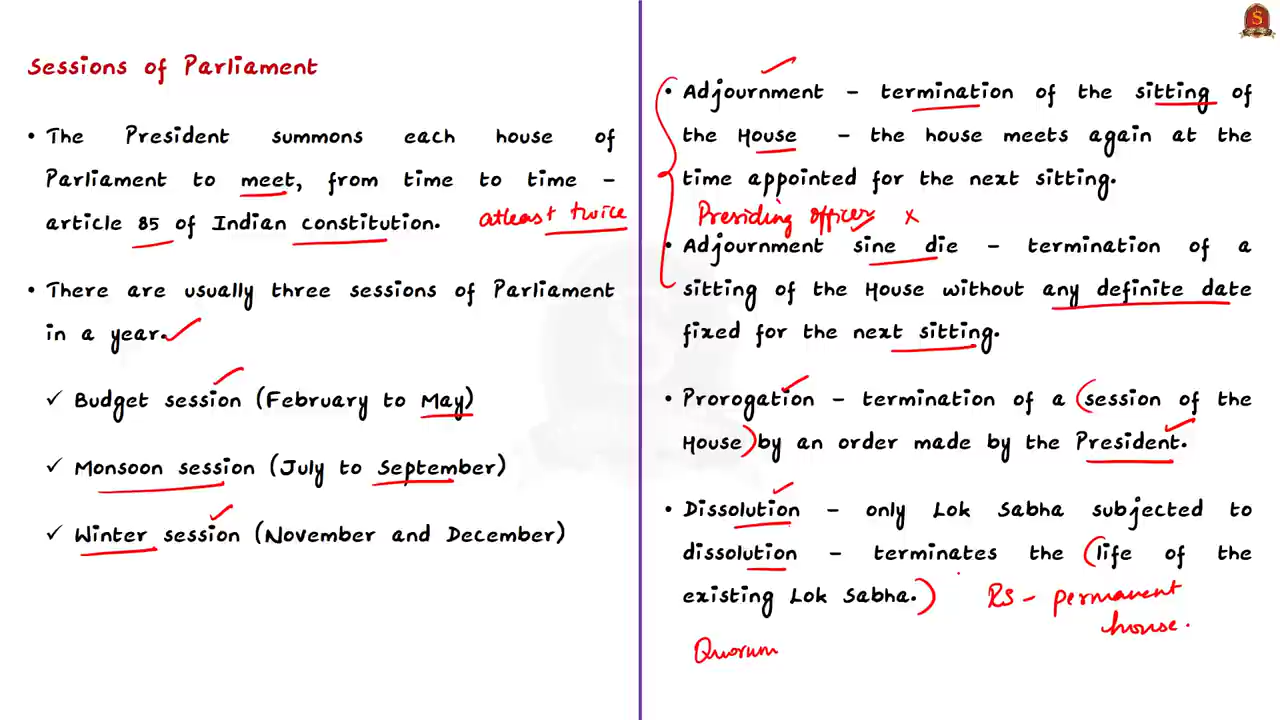 Sessions of Parliament
• The President summons each house of
Parliament to meet, from time to time –
article 85 of Indian constitution. atleast twice
• There are usually three sessions of Parliament
in a year.
✓ Budget session (February to May)
✓ Monsoon session (July to September)
✓ Winter session (November and December)
• Adjournment – termination of the sitting of
the House – the house meets again at the
time appointed for the next sitting.
Presiding officer x
• Adjournment sine die – termination of a
sitting of the House without any definite date
fixed for the next sitting.
• Prorogation – termination of a (session of the
House) by an order made by the President.
• Dissolution – only Lok Sabha subjected to
dissolution – terminates the (life of the
existing Lok Sabha.) RS – permanent
house.
Quorum